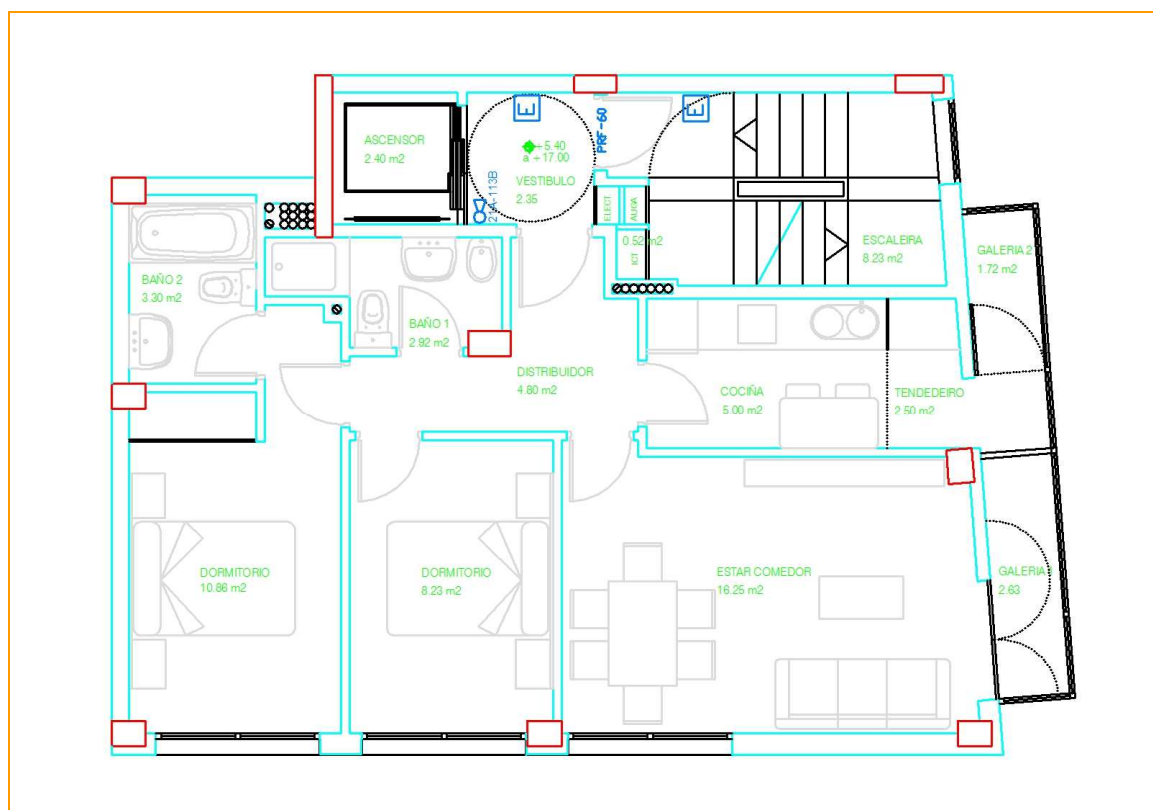 ASCENSOR
2.40 m2
E
E
PRF-60
+5.40
a +17.00
VESTIBULO
2.35
21A-113B
ELECT
AUGA
0.52 m2
ICT
ESCALEIRA
8.23 m2
GALERIA 2
1.72 m2
BAÑO 2
3.30 m2
BAÑO 1
2.92 m2
DISTRIBUIDOR
4.80 m2
COCIÑA
5.00 m2
TENDEDEIRO
2.50 m2
DORMITORIO
10.86 m2
DORMITORIO
8.23 m2
ESTAR COMEDOR
16.25 m2
GALERIA
2.63